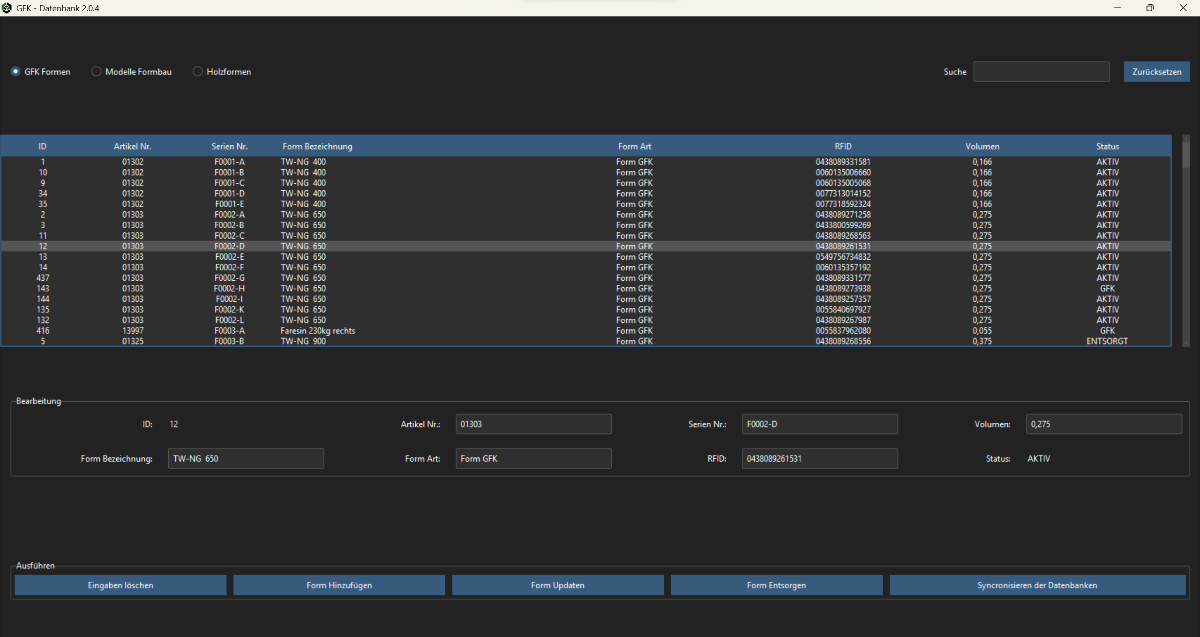 GFK - Datenbank 2.0.4
GFK Formen Modelle Formbau Holzformen Suche Zurücksetzen
ID Artikel Nr. Serien Nr. Form Bezeichnung Form Art RFID Volumen Status
1 01302 F0001-A TW-NG 400 Form GFK 0438089331581 0,166 AKTIV
10 01302 F0001-B TW-NG 400 Form GFK 0060135006660 0,166 AKTIV
9 01302 F0001-C TW-NG 400 Form GFK 0060135005068 0,166 AKTIV
34 01302 F0001-D TW-NG 400 Form GFK 0077313014152 0,166 AKTIV
35 01302 F0001-E TW-NG 400 Form GFK 0077318592324 0,166 AKTIV
2 01303 F0002-A TW-NG 650 Form GFK 0438089271258 0,275 AKTIV
3 01303 F0002-B TW-NG 650 Form GFK 0433800599269 0,275 AKTIV
11 01303 F0002-C TW-NG 650 Form GFK 0438089268563 0,275 AKTIV
12 01303 F0002-D TW-NG 650 Form GFK 0438089261531 0,275 AKTIV
13 01303 F0002-E TW-NG 650 Form GFK 0549756734832 0,275 AKTIV
14 01303 F0002-F TW-NG 650 Form GFK 0060135357192 0,275 AKTIV
437 01303 F0002-G TW-NG 650 Form GFK 0438089331577 0,275 AKTIV
143 01303 F0002-H TW-NG 650 Form GFK 0438089273938 0,275 GFK
144 01303 F0002-I TW-NG 650 Form GFK 0438089257357 0,275 AKTIV
135 01303 F0002-K TW-NG 650 Form GFK 0055840697927 0,275 AKTIV
132 01303 F0002-L TW-NG 650 Form GFK 0438089267987 0,275 AKTIV
416 13997 F0003-A Faresin 230kg rechts Form GFK 0055837962080 0,055 GFK
5 01325 F0003-B TW-NG 900 Form GFK 0438089268556 0,375 ENTSORGT
Bearbeitung
ID: 12 Artikel Nr.: 01303 Serien Nr.: F0002-D Volumen: 0,275
Form Bezeichnung: TW-NG 650 Form Art: Form GFK RFID: 0438089261531 Status: AKTIV
Ausführen
Eingaben löschen Form Hinzufügen Form Updaten Form Entsorgen Syncronisieren der Datenbanken